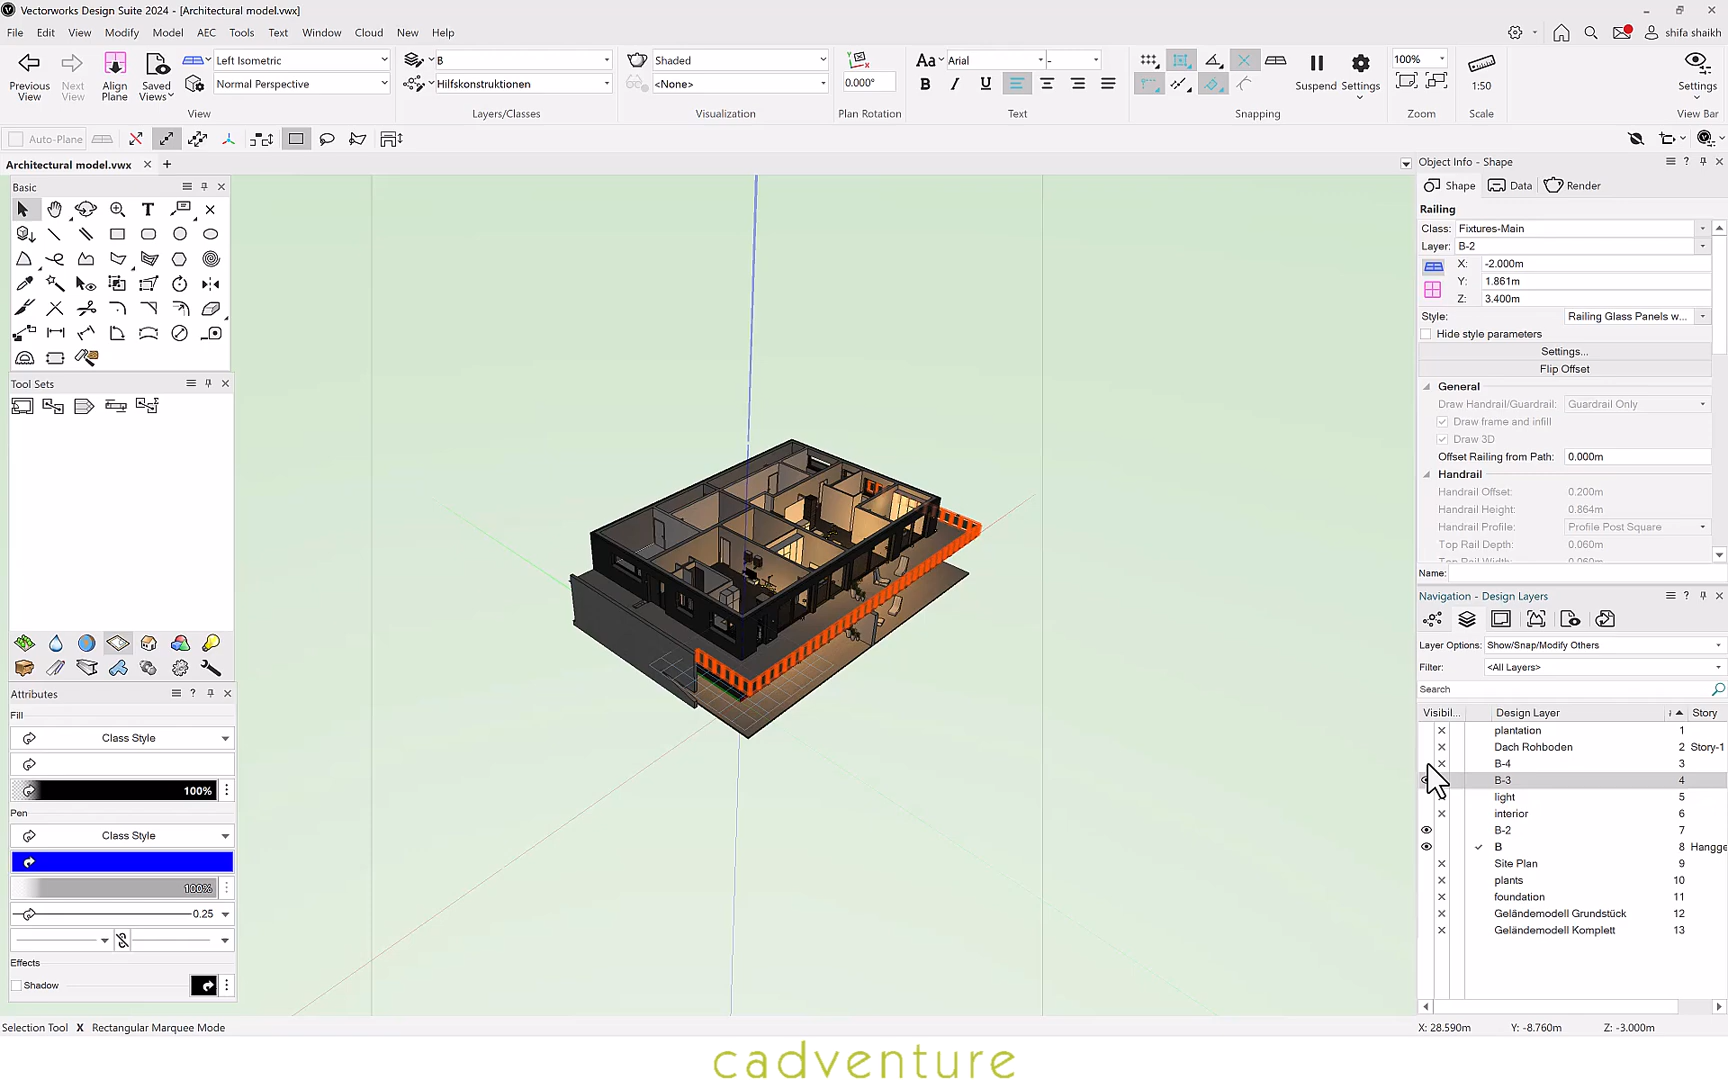 Vectorworks Design Suite 2024 - [Architectural model.vwx]
File Edit View Modify Model AEC Tools Text Window Cloud New Help
shifa shaikh
Previous View
Next View
Align Plane
Saved Views
Left Isometric
Normal Perspective
View
B
Hilfskonstruktionen
Layers/Classes
Shaded
<None>
Visualization
0.000°
Plan Rotation
Aa Arial -
B I U
Text
Suspend Settings
Snapping
100%
Zoom
1:50
Scale
Settings
View Bar
Auto-Plane
Architectural model.vwx
Basic
Tool Sets
Attributes
Fill
Class Style
100%
Pen
Class Style
100%
0.25
Effects
Shadow
Object Info - Shape
Shape Data Render
Railing
Class: Fixtures-Main
Layer: B-2
X: -2.000m
Y: 1.861m
Z: 3.400m
Style: Railing Glass Panels w...
Hide style parameters
Settings...
Flip Offset
General
Draw Handrail/Guardrail: Guardrail Only
Draw frame and infill
Draw 3D
Offset Railing from Path: 0.000m
Handrail
Handrail Offset: 0.200m
Handrail Height: 0.864m
Handrail Profile: Profile Post Square
Top Rail Depth: 0.060m
Top Rail Width: 0.060m
Name:
Navigation - Design Layers
Layer Options: Show/Snap/Modify Others
Filter: <All Layers>
Search
Visibil... Design Layer Story
plantation 1
Dach Rohboden 2 Story-1
B-4 3
B-3 4
light 5
interior 6
B-2 7
B 8 Hangge
Site Plan 9
plants 10
foundation 11
Geländemodell Grundstück 12
Geländemodell Komplett 13
Selection Tool X Rectangular Marquee Mode
X: 28.590m Y: -8.760m Z: -3.000m
cadventure